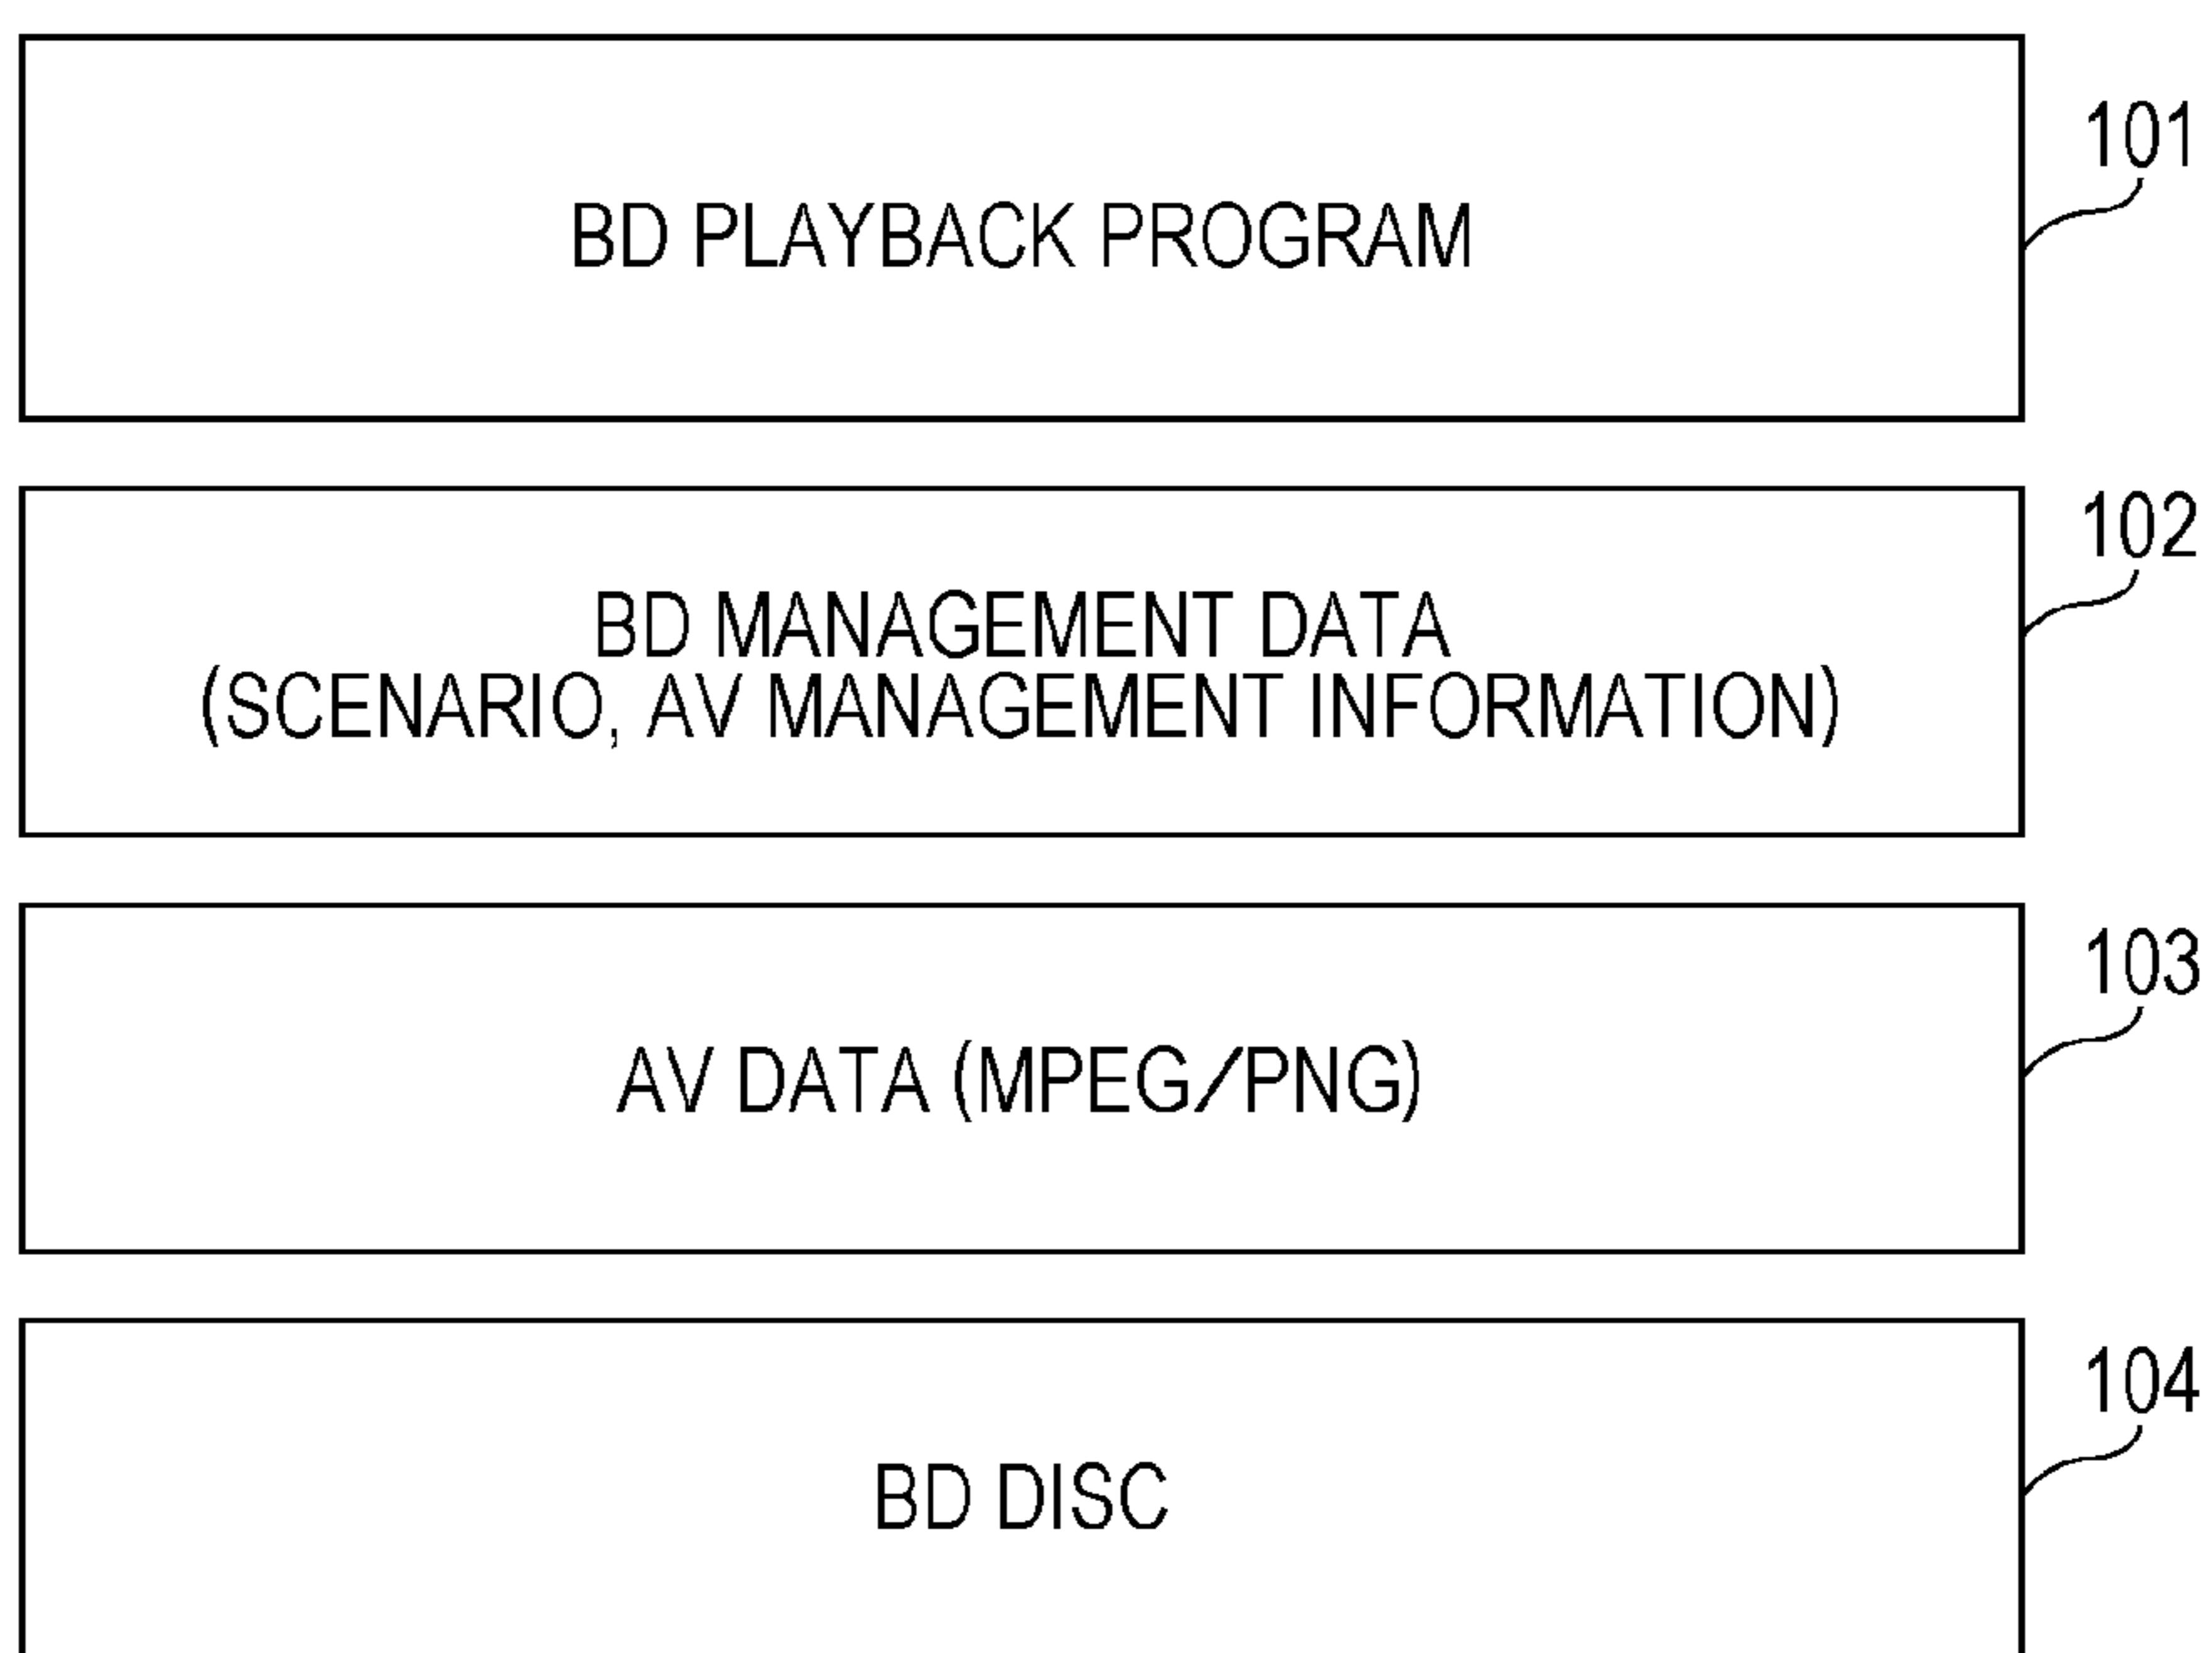 101
BD PLAYBACK PROGRAM
102
BD MANAGEMENT DATA
(SCENARIO, AV MANAGEMENT INFORMATION)
103
AV DATA (MPEG/PNG)
104
BD DISC